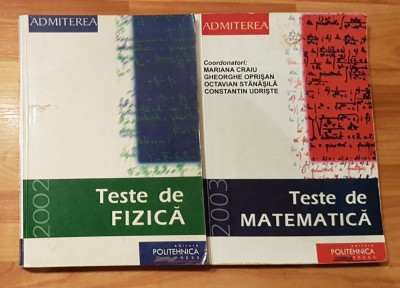 ADMITEREA
2002
Teste de
FIZICĂ
editura
POLITEHNICA
PRESS
ADMITEREA
Coordonatori:
MARIANA CRAIU
GHEORGHE OPRIȘAN
OCTAVIAN STĂNĂȘILĂ
CONSTANTIN UDRIȘTE
2003
Teste de
MATEMATICĂ
editura
POLITEHNICA
PRESS